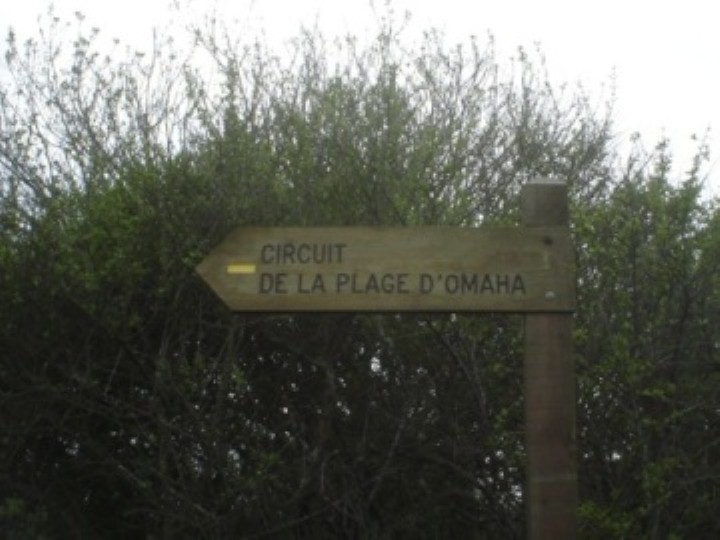 CIRCUIT
DE LA PLAGE D'OMAHA